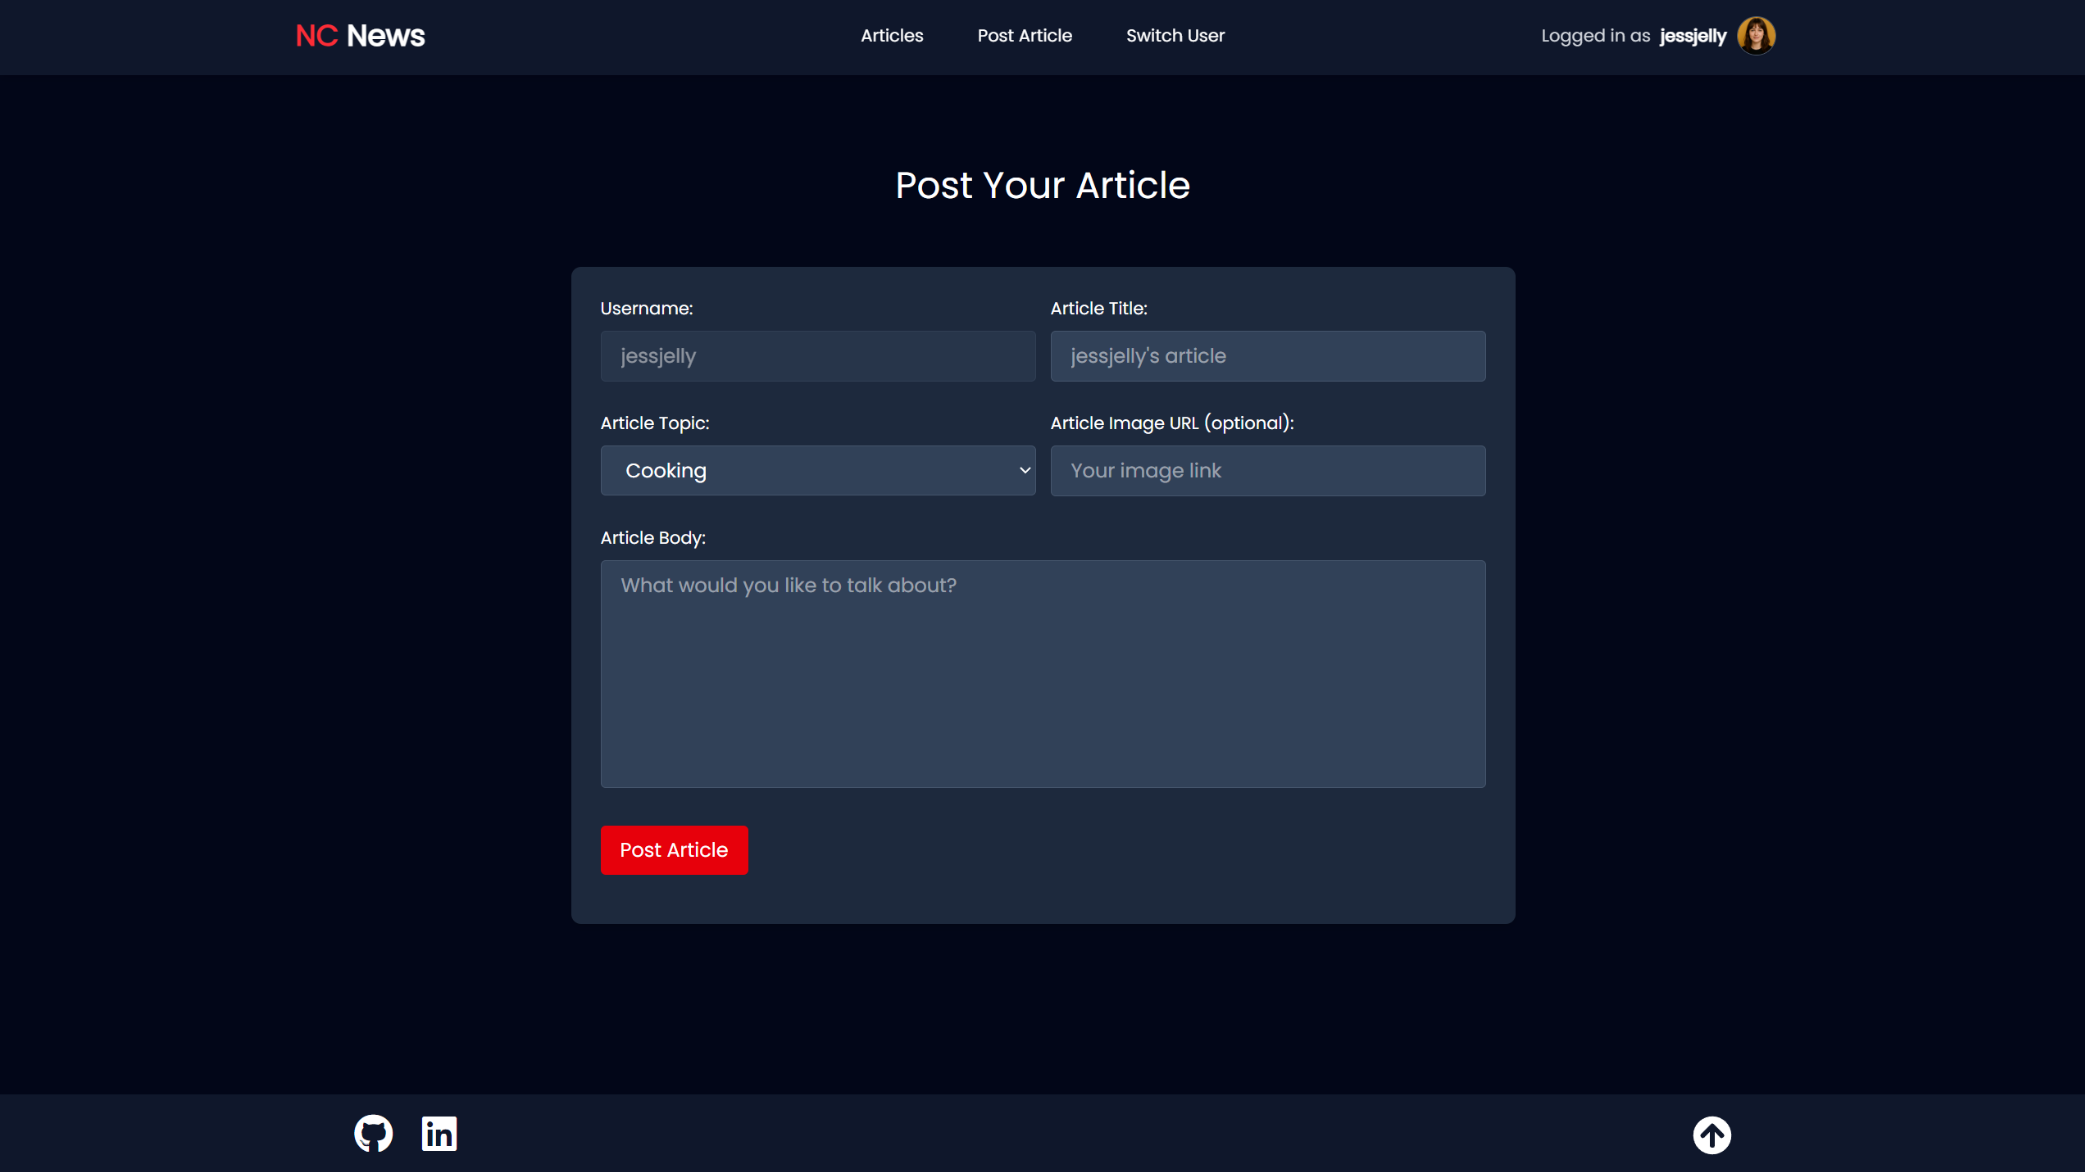 NC News
Articles
Post Article
Switch User
Logged in as jessjelly
Post Your Article
Username:
Article Title:
jessjelly
jessjelly's article
Article Topic:
Article Image URL (optional):
Cooking
Your image link
Article Body:
What would you like to talk about?
Post Article
in